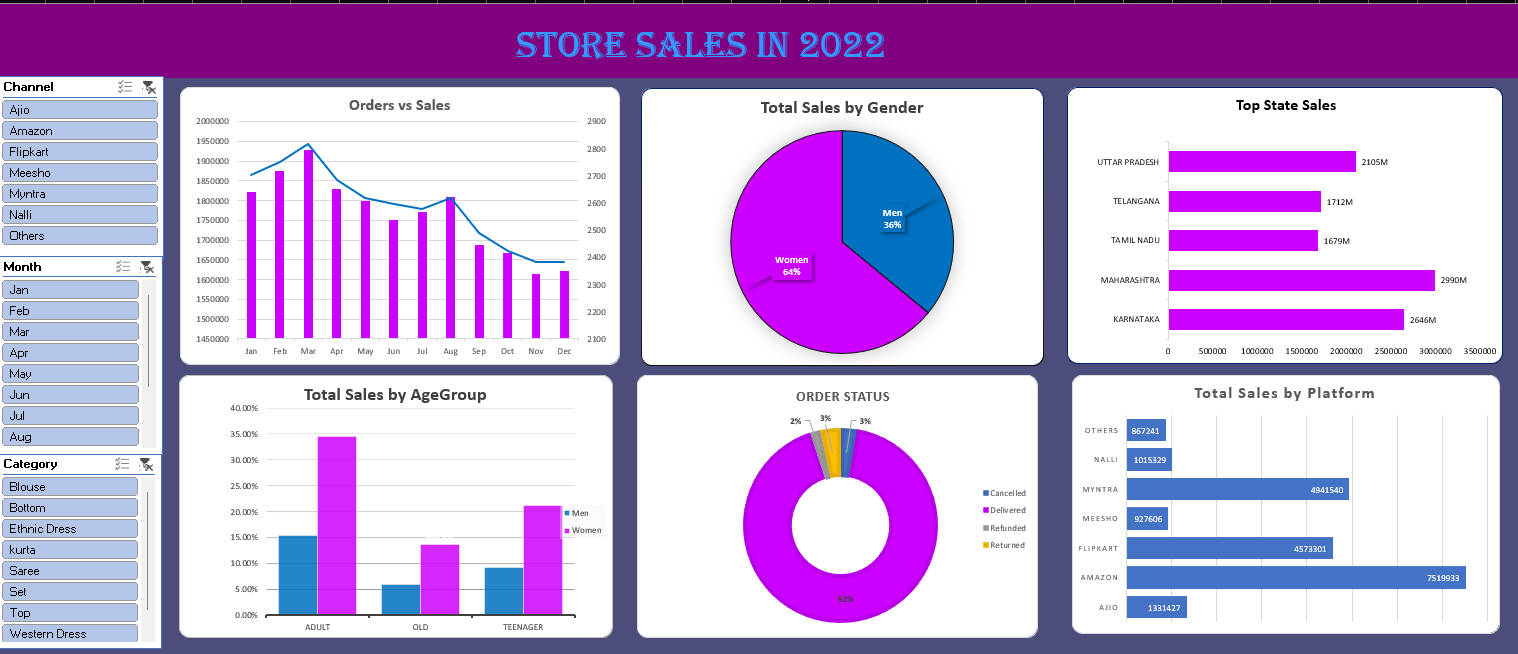 STORE SALES IN 2022
Channel
Ajio
Amazon
Flipkart
Meesho
Myntra
Nalli
Others
Month
Jan
Feb
Mar
Apr
May
Jun
Jul
Aug
Category
Blouse
Bottom
Ethnic Dress
kurta
Saree
Set
Top
Western Dress
Orders vs Sales
2000000
1950000
1900000
1850000
1800000
1750000
1700000
1650000
1600000
1550000
1500000
1450000
2900
2800
2700
2600
2500
2400
2300
2200
2100
Jan Feb Mar Apr May Jun Jul Aug Sep Oct Nov Dec
Total Sales by Gender
Men
36%
Women
64%
Top State Sales
UTTAR PRADESH 2105M
TELANGANA 1712M
TAMIL NADU 1679M
MAHARASHTRA 2990M
KARNATAKA 2646M
0 500000 1000000 1500000 2000000 2500000 3000000 3500000
Total Sales by AgeGroup
40.00%
35.00%
30.00%
25.00%
20.00%
15.00%
10.00%
5.00%
0.00%
ADULT OLD TEENAGER
Men
Women
ORDER STATUS
2% 3% 3%
92%
Cancelled
Delivered
Refunded
Returned
Total Sales by Platform
OTHERS 867241
NALLI 1015329
MYNTRA 4941540
MEESHO 927606
FLIPKART 4573301
AMAZON 7519933
AJIO 1331427